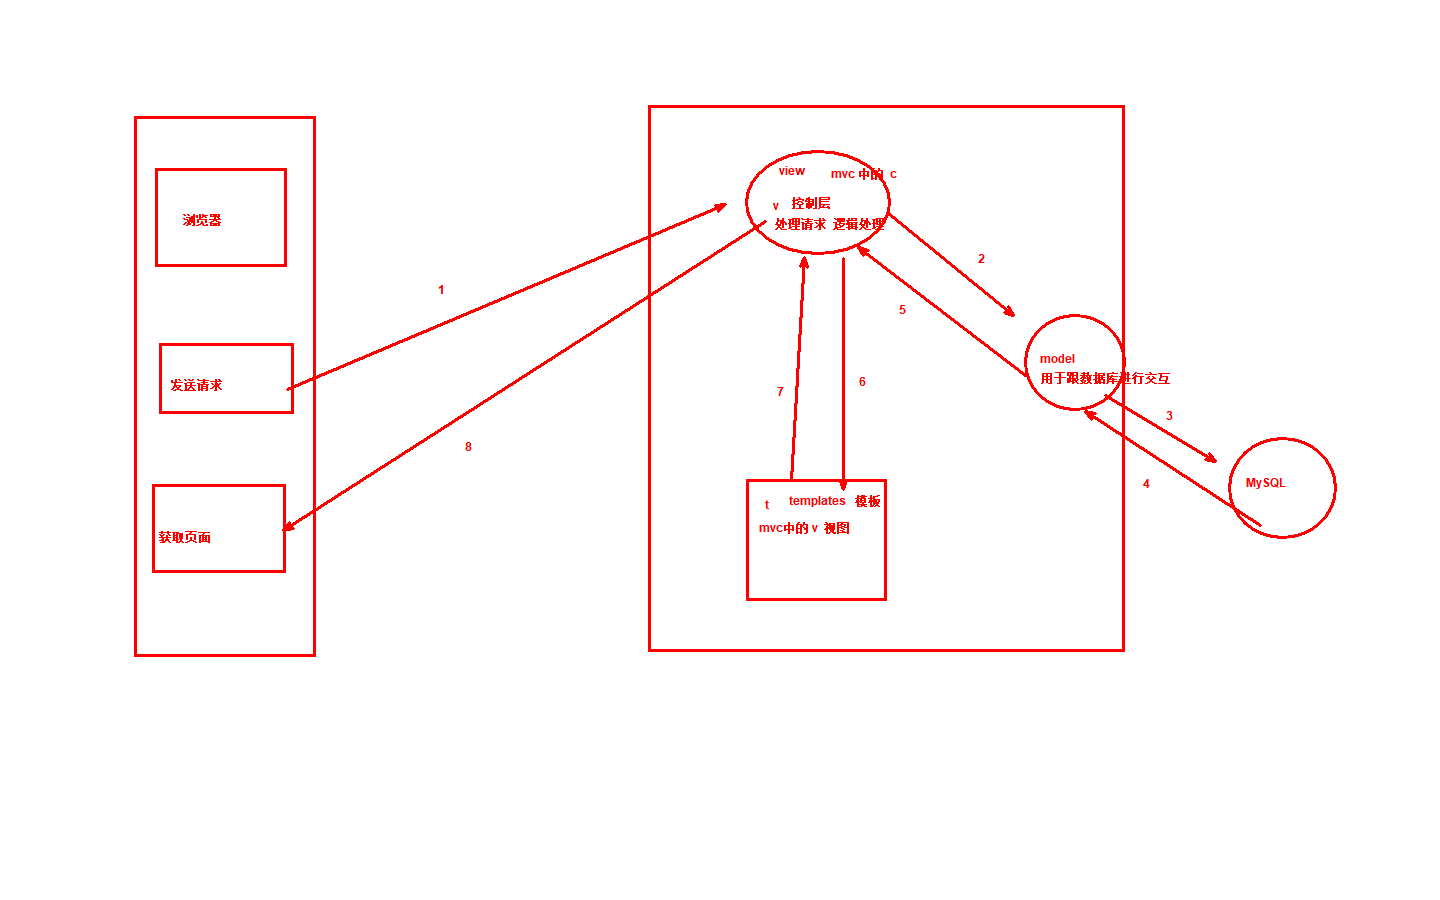 浏览器
发送请求
获取页面
1
8
view mvc 中的 c
v 控制层
处理请求 逻辑处理
2
5
7
6
model
用于跟数据库进行交互
3
4
MySQL
t templates 模板
mvc中的 v 视图